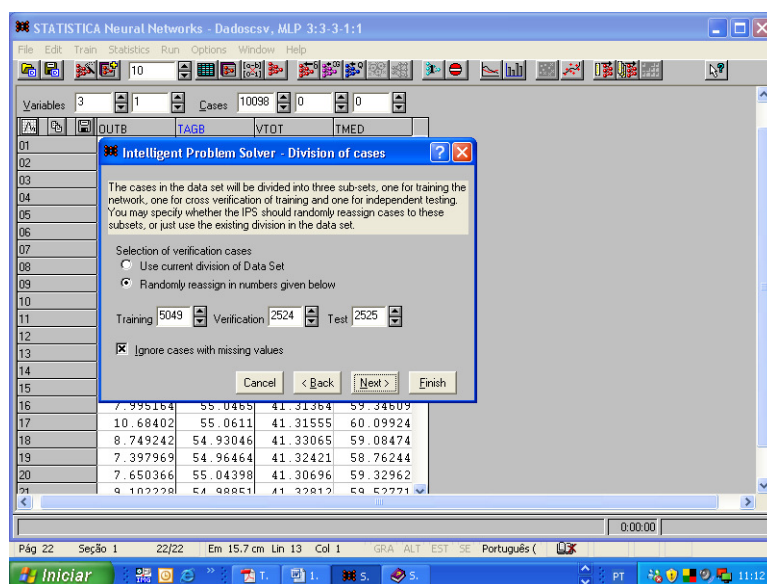 STATISTICA Neural Networks - Dadoscsv, MLP 3:3-3-1:1
File Edit Train Statistics Run Options Window Help
10
Variables 3 1 Cases 10098 0 0
OUTB TAGB VTOT TMED
01
Intelligent Problem Solver - Division of cases
02
03
The cases in the data set will be divided into three sub-sets, one for training the
04
network, one for cross verification of training and one for independent testing.
05
You may specify whether the IPS should randomly reassign cases to these
06
subsets, or just use the existing division in the data set.
07
Selection of verification cases
08
Use current division of Data Set
09
Randomly reassign in numbers given below
10
11
Training 5049 Verification 2524 Test 2525
12
13
Ignore cases with missing values
14
15
Cancel < Back Next > Finish
16 7.995164 55.0465 41.31364 59.34609
17 10.68402 55.0611 41.31555 60.09924
18 8.749242 54.93046 41.33065 59.08474
19 7.397969 54.96464 41.32421 58.76244
20 7.650366 55.04398 41.30696 59.32962
21 9.102228 54.98851 41.32812 59.52771
0:00:00
Pág 22 Seção 1 22/22 Em 15.7 cm Lin 13 Col 1 GRA ALT EST SE Português (
Iniciar » T. 1. S. S. PT 11:12